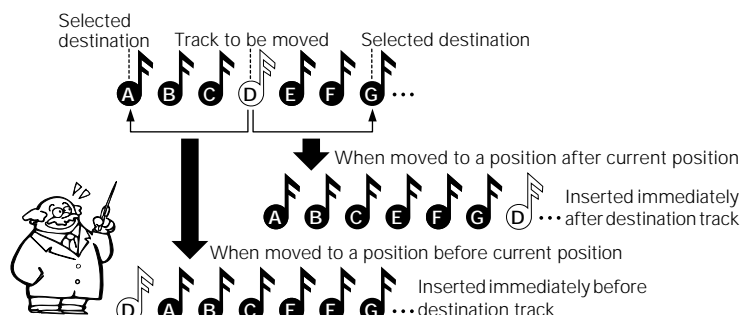 Selected
destination
Track to be moved
Selected destination
A B C D E F G ...
When moved to a position after current position
A B C E F G D ...
Inserted immediately
after destination track
When moved to a position before current position
D A B C E F G ...
Inserted immediately before
destination track